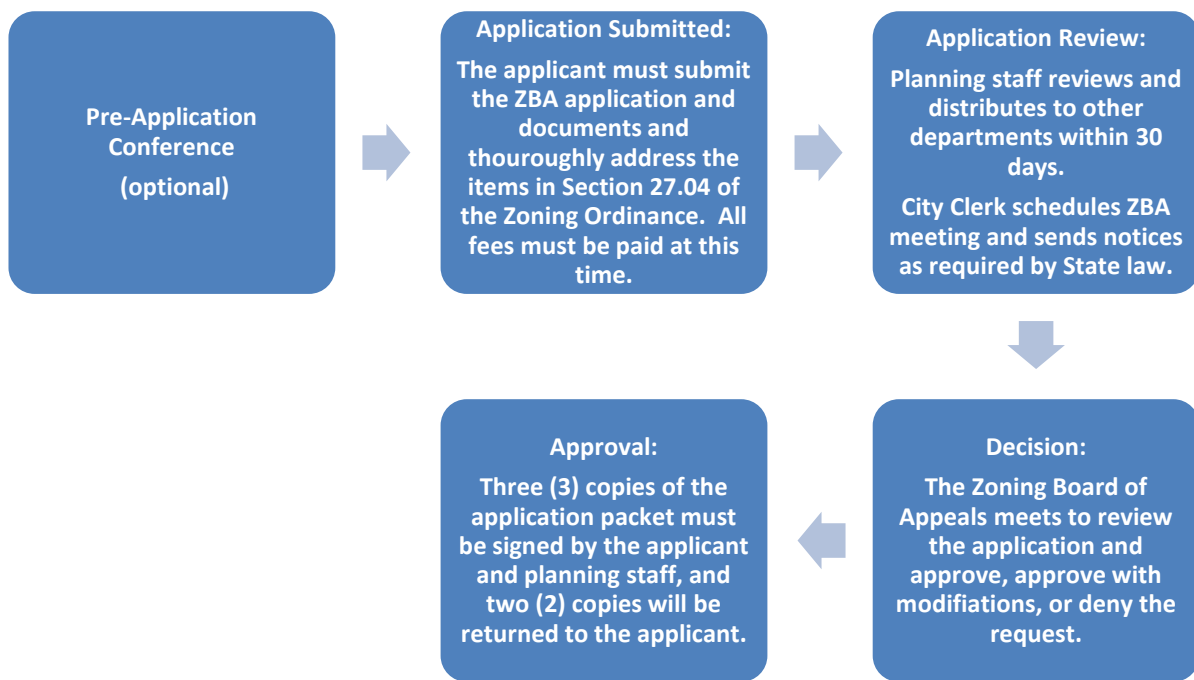 Pre-Application
Conference
(optional)
Application Submitted:
The applicant must submit
the ZBA application and
documents and
thouroughly address the
items in Section 27.04 of
the Zoning Ordinance. All
fees must be paid at this
time.
Application Review:
Planning staff reviews and
distributes to other
departments within 30
days.
City Clerk schedules ZBA
meeting and sends notices
as required by State law.
Decision:
The Zoning Board of
Appeals meets to review
the application and
approve, approve with
modifiations, or deny the
request.
Approval:
Three (3) copies of the
application packet must
be signed by the applicant
and planning staff, and
two (2) copies will be
returned to the applicant.